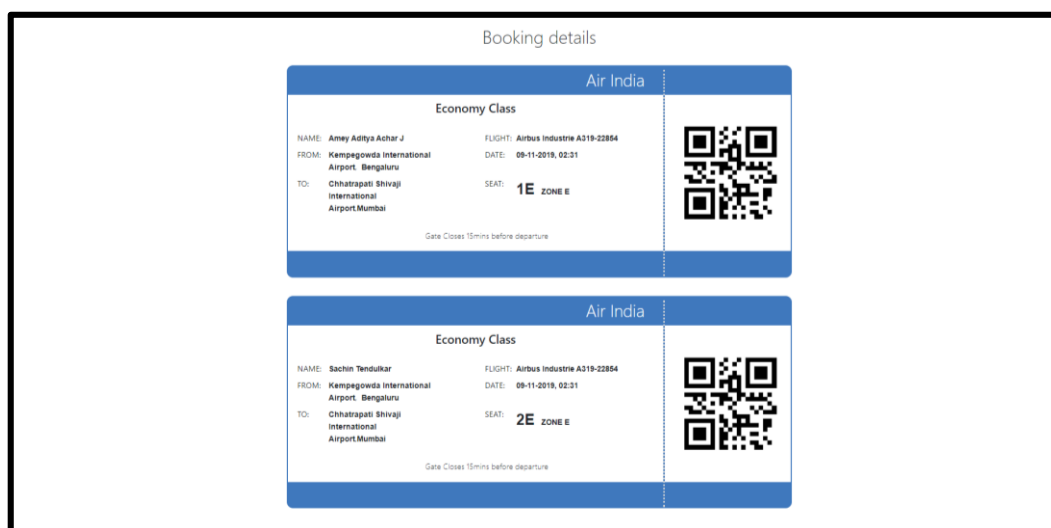 Booking details
Air India
Economy Class
NAME: Amey Aditya Achar J FLIGHT: Airbus Industrie A319-22854
FROM: Kempegowda International DATE: 09-11-2019, 02:31
Airport, Bengaluru
TO: Chhatrapati Shivaji SEAT: 1E ZONE E
International
Airport.Mumbai
Gate Closes 15mins before departure
Air India
Economy Class
NAME: Sachin Tendulkar FLIGHT: Airbus Industrie A319-22854
FROM: Kempegowda International DATE: 09-11-2019, 02:31
Airport, Bengaluru
TO: Chhatrapati Shivaji SEAT: 2E ZONE E
International
Airport.Mumbai
Gate Closes 15mins before departure